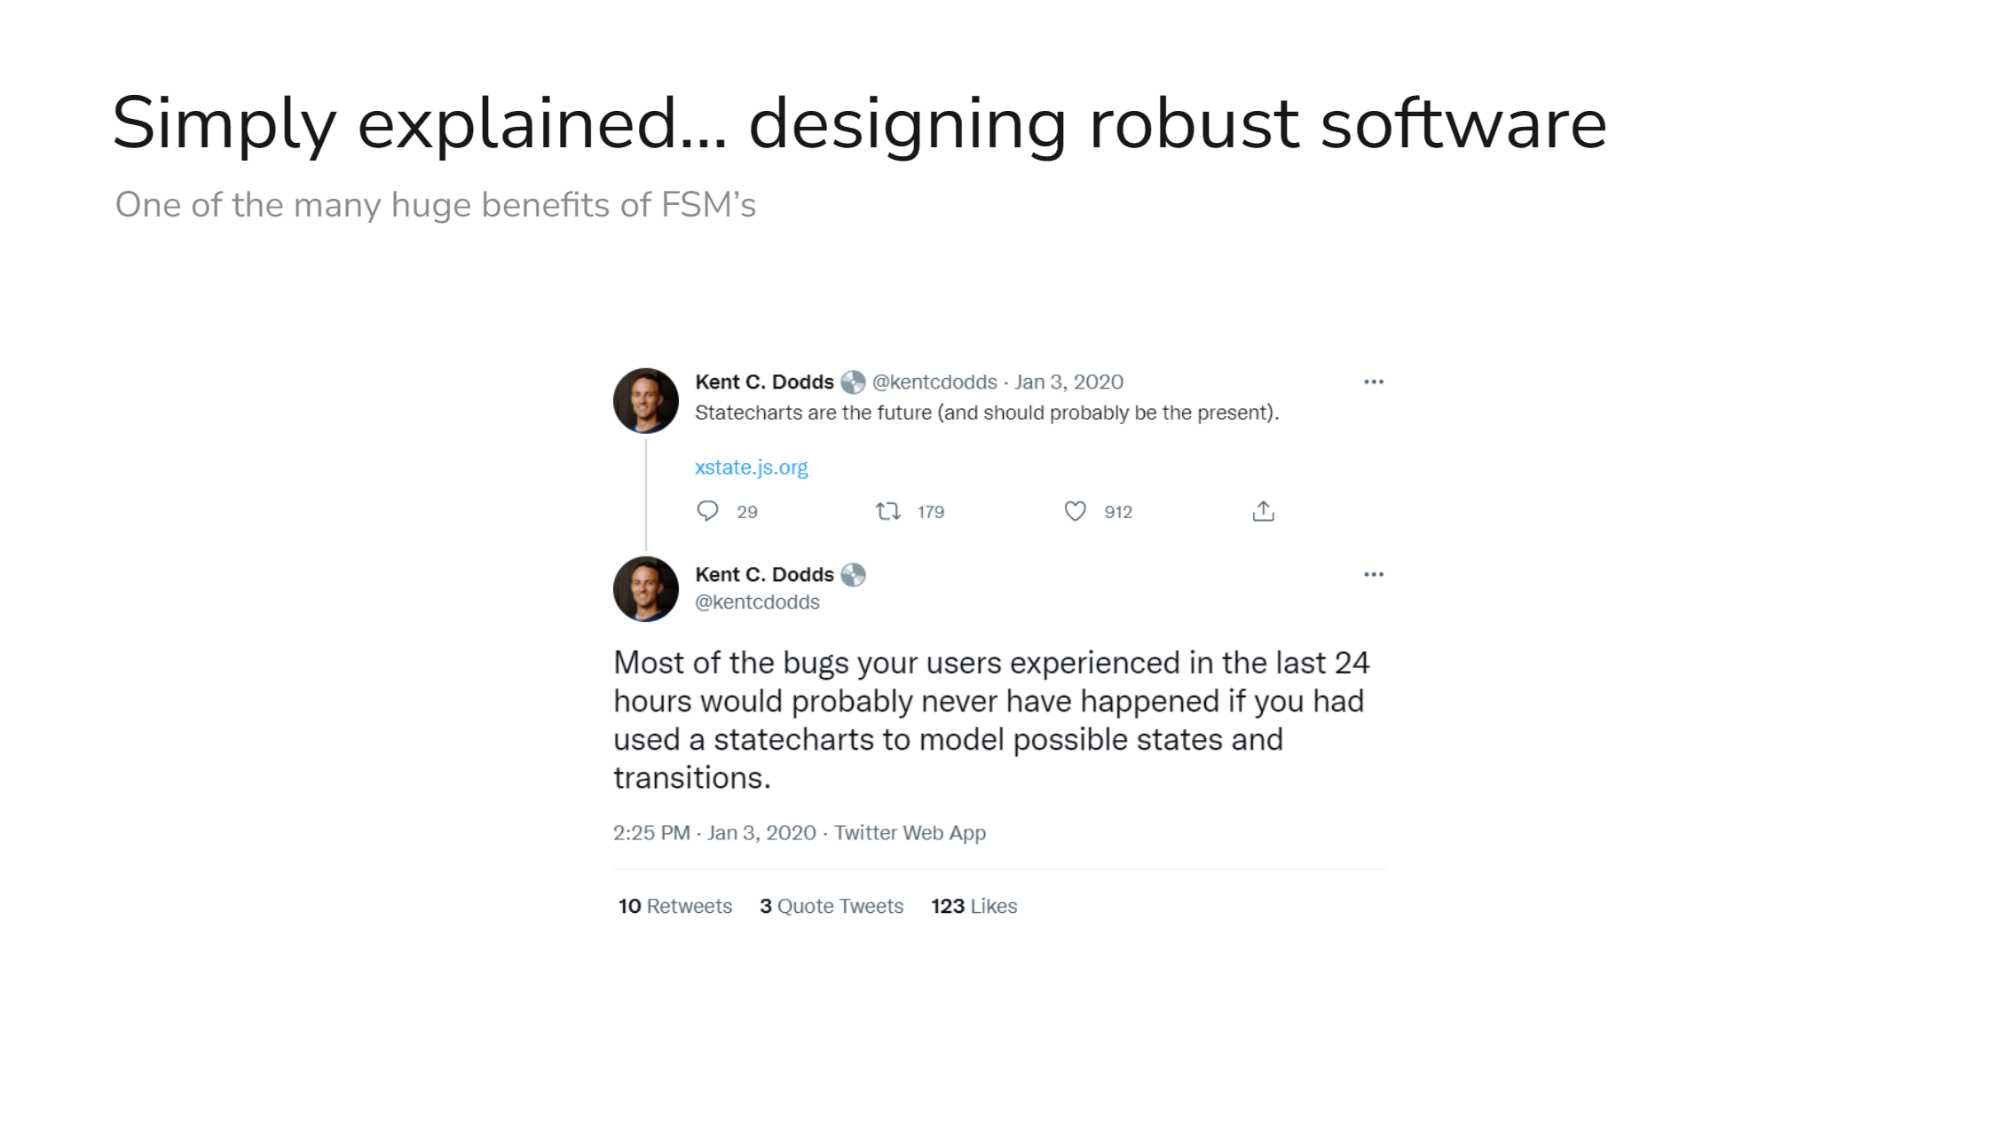 Simply explained... designing robust software
One of the many huge benefits of FSM’s
Kent C. Dodds @kentcdodds · Jan 3, 2020
Statecharts are the future (and should probably be the present).
xstate.js.org
29 179 912
Kent C. Dodds
@kentcdodds
Most of the bugs your users experienced in the last 24
hours would probably never have happened if you had
used a statecharts to model possible states and
transitions.
2:25 PM · Jan 3, 2020 · Twitter Web App
10 Retweets 3 Quote Tweets 123 Likes